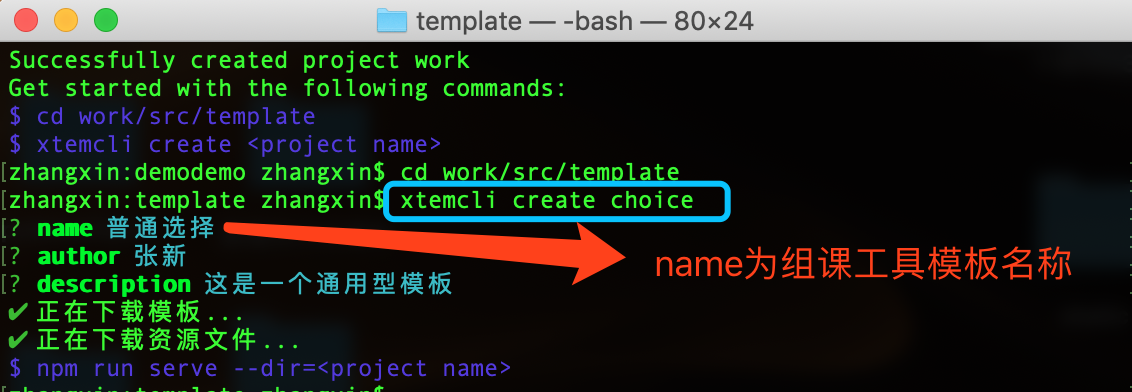 template — -bash — 80×24
Successfully created project work
Get started with the following commands:
$ cd work/src/template
$ xtemcli create <project name>
[zhangxin:demodemo zhangxin$ cd work/src/template
[zhangxin:template zhangxin$ xtemcli create choice
[? name 普通选择
name为组课工具模板名称
[? author 张新
[? description 这是一个通用型模板
✔ 正在下载模板...
✔ 正在下载资源文件...
$ npm run serve --dir=<project name>
zhangxin:template zhangxin$